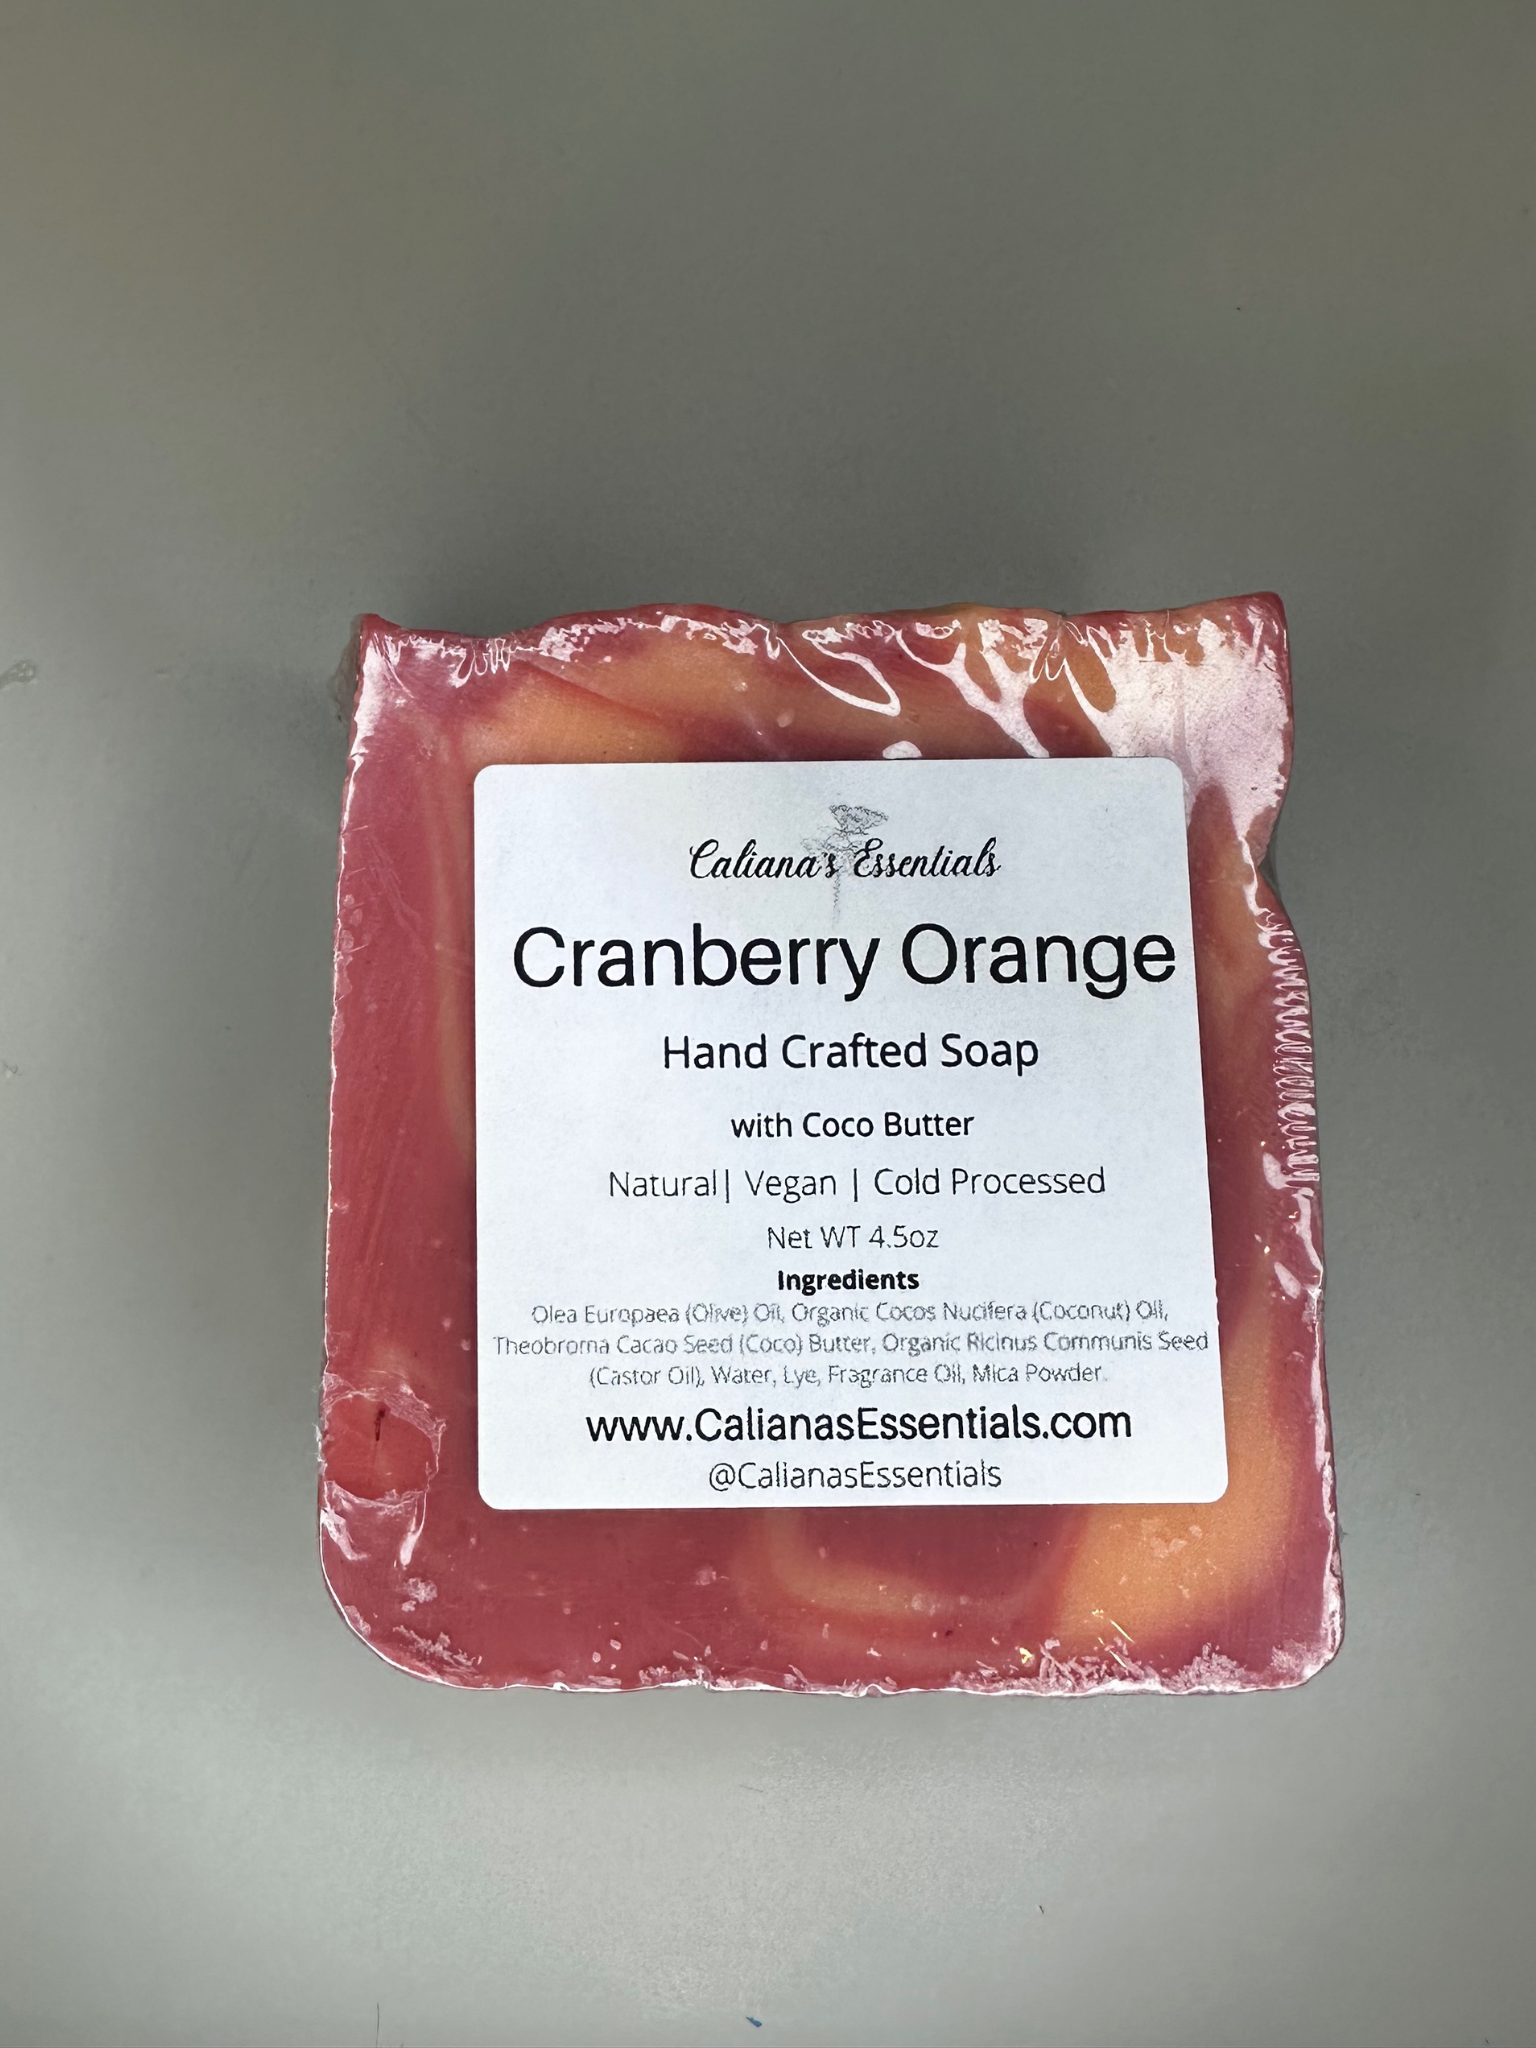 Caliana's Essentials
Cranberry Orange
Hand Crafted Soap
with Coco Butter
Natural| Vegan | Cold Processed
Net WT 4.5oz
Ingredients
Olea Europaea (Olive) Oil, Organic Cocos Nucifera (Coconut) Oil,
Theobroma Cacao Seed (Coco) Butter, Organic Ricinus Communis Seed
(Castor Oil), Water, Lye, Fragrance Oil, Mica Powder.
www.CalianasEssentials.com
@CalianasEssentials